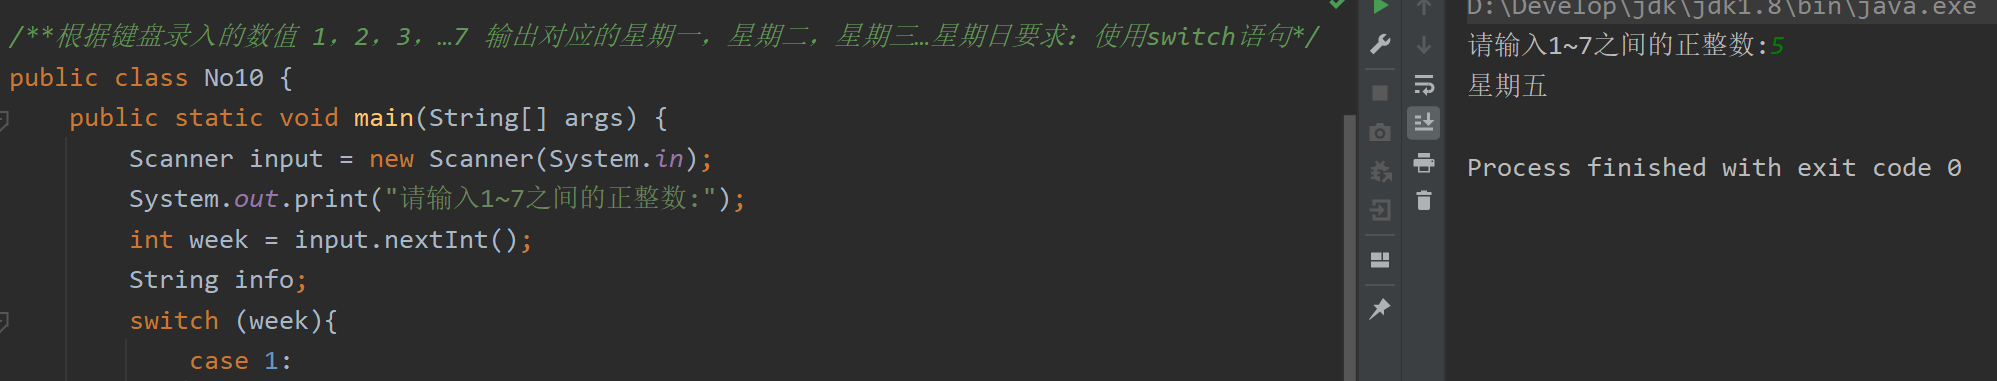 /**根据键盘录入的数值 1，2，3，…7 输出对应的星期一，星期二，星期三…星期日要求：使用switch语句*/
public class No10 {
public static void main(String[] args) {
Scanner input = new Scanner(System.in);
System.out.print("请输入1~7之间的正整数:");
int week = input.nextInt();
String info;
switch (week){
case 1:
D:\Develop\jdk\jdk1.8\bin\java.exe
请输入1~7之间的正整数:5
星期五
Process finished with exit code 0